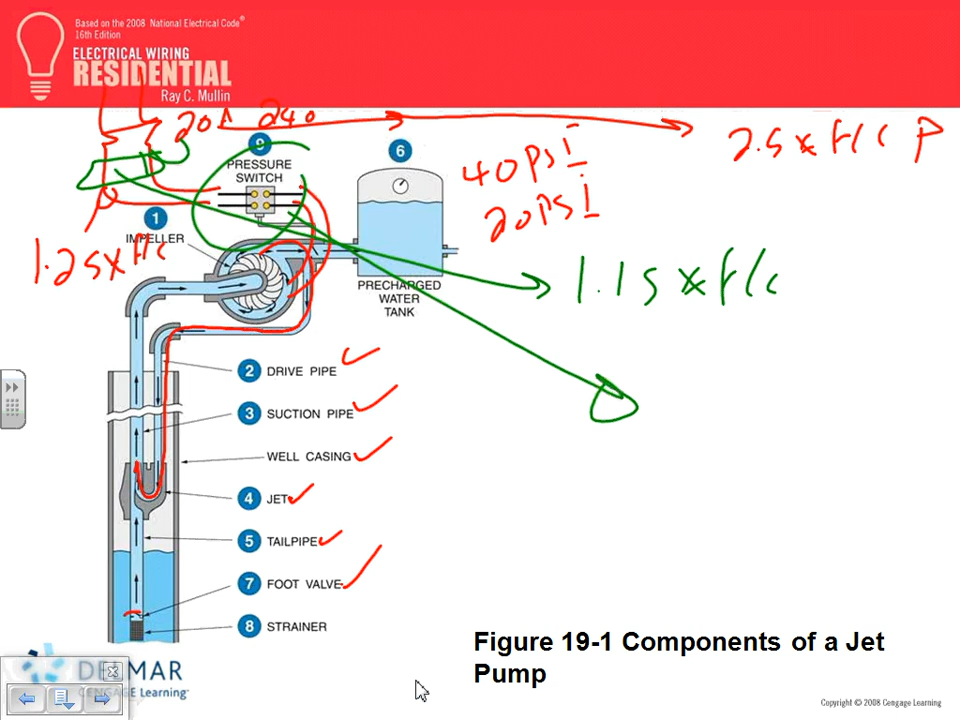 Based on the 2008 National Electrical Code®
16th Edition
ELECTRICAL WIRING
RESIDENTIAL
Ray C. Mullin
20A 240
2.5 x F/C P
9
PRESSURE
SWITCH
6
40 PSI
20 PSI
1
IMPELLER
1.25 x F/C
1.15 x F/C
PRECHARGED
WATER
TANK
2 DRIVE PIPE
3 SUCTION PIPE
WELL CASING
4 JET
5 TAILPIPE
7 FOOT VALVE
8 STRAINER
Figure 19-1 Components of a Jet
Pump
DELMAR
CENGAGE Learning™
Copyright © 2008 Cengage Learning